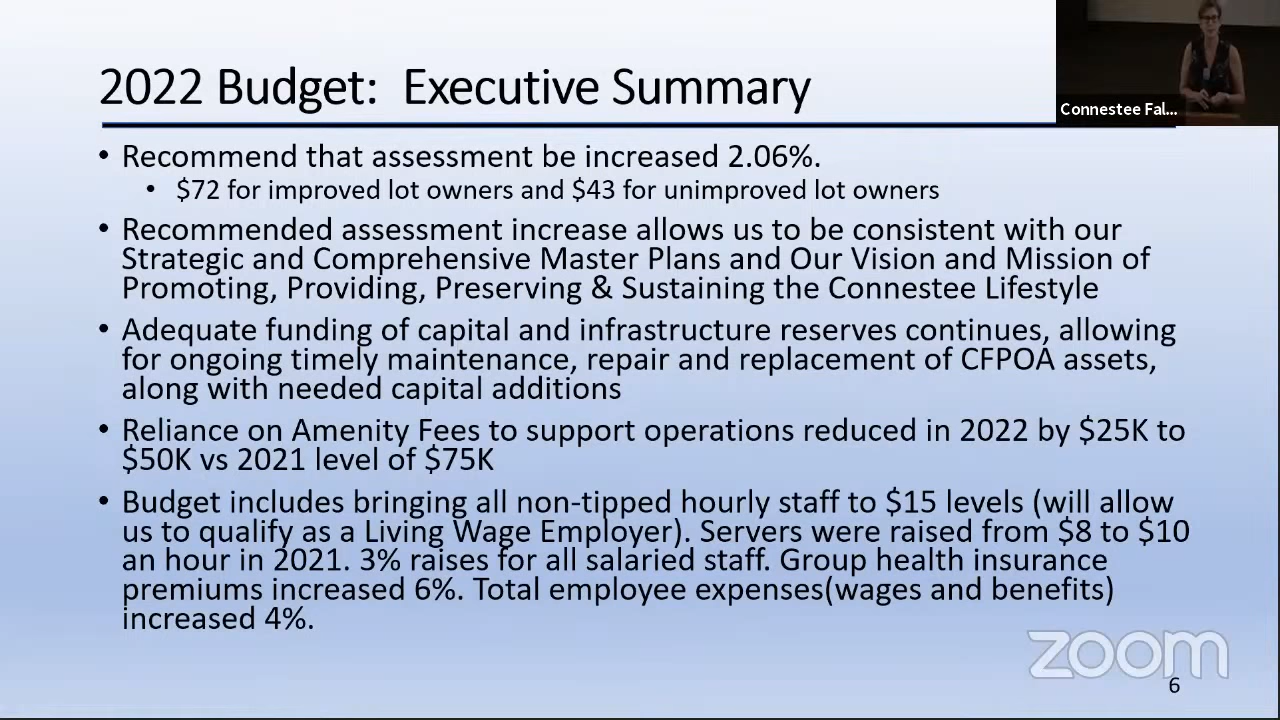 2022 Budget: Executive Summary
Connestee Fal...
• Recommend that assessment be increased 2.06%.
• $72 for improved lot owners and $43 for unimproved lot owners
• Recommended assessment increase allows us to be consistent with our
Strategic and Comprehensive Master Plans and Our Vision and Mission of
Promoting, Providing, Preserving & Sustaining the Connestee Lifestyle
• Adequate funding of capital and infrastructure reserves continues, allowing
for ongoing timely maintenance, repair and replacement of CFPOA assets,
along with needed capital additions
• Reliance on Amenity Fees to support operations reduced in 2022 by $25K to
$50K vs 2021 level of $75K
• Budget includes bringing all non-tipped hourly staff to $15 levels (will allow
us to qualify as a Living Wage Employer). Servers were raised from $8 to $10
an hour in 2021. 3% raises for all salaried staff. Group health insurance
premiums increased 6%. Total employee expenses(wages and benefits)
increased 4%.
zoom
6